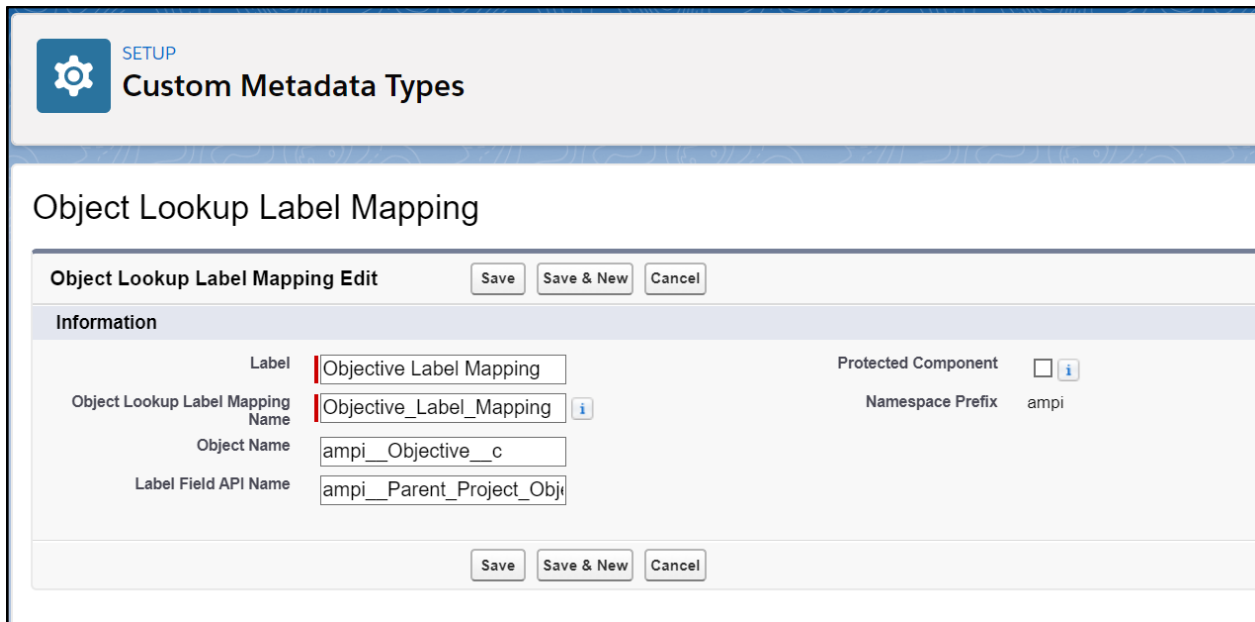 SETUP
Custom Metadata Types
Object Lookup Label Mapping
Object Lookup Label Mapping Edit
Save
Save & New
Cancel
Information
Label
Objective Label Mapping
Protected Component
i
Object Lookup Label Mapping
Name
Objective_Label_Mapping
i
Namespace Prefix
ampi
Object Name
ampi__Objective__c
Label Field API Name
ampi__Parent_Project_Obj
Save
Save & New
Cancel